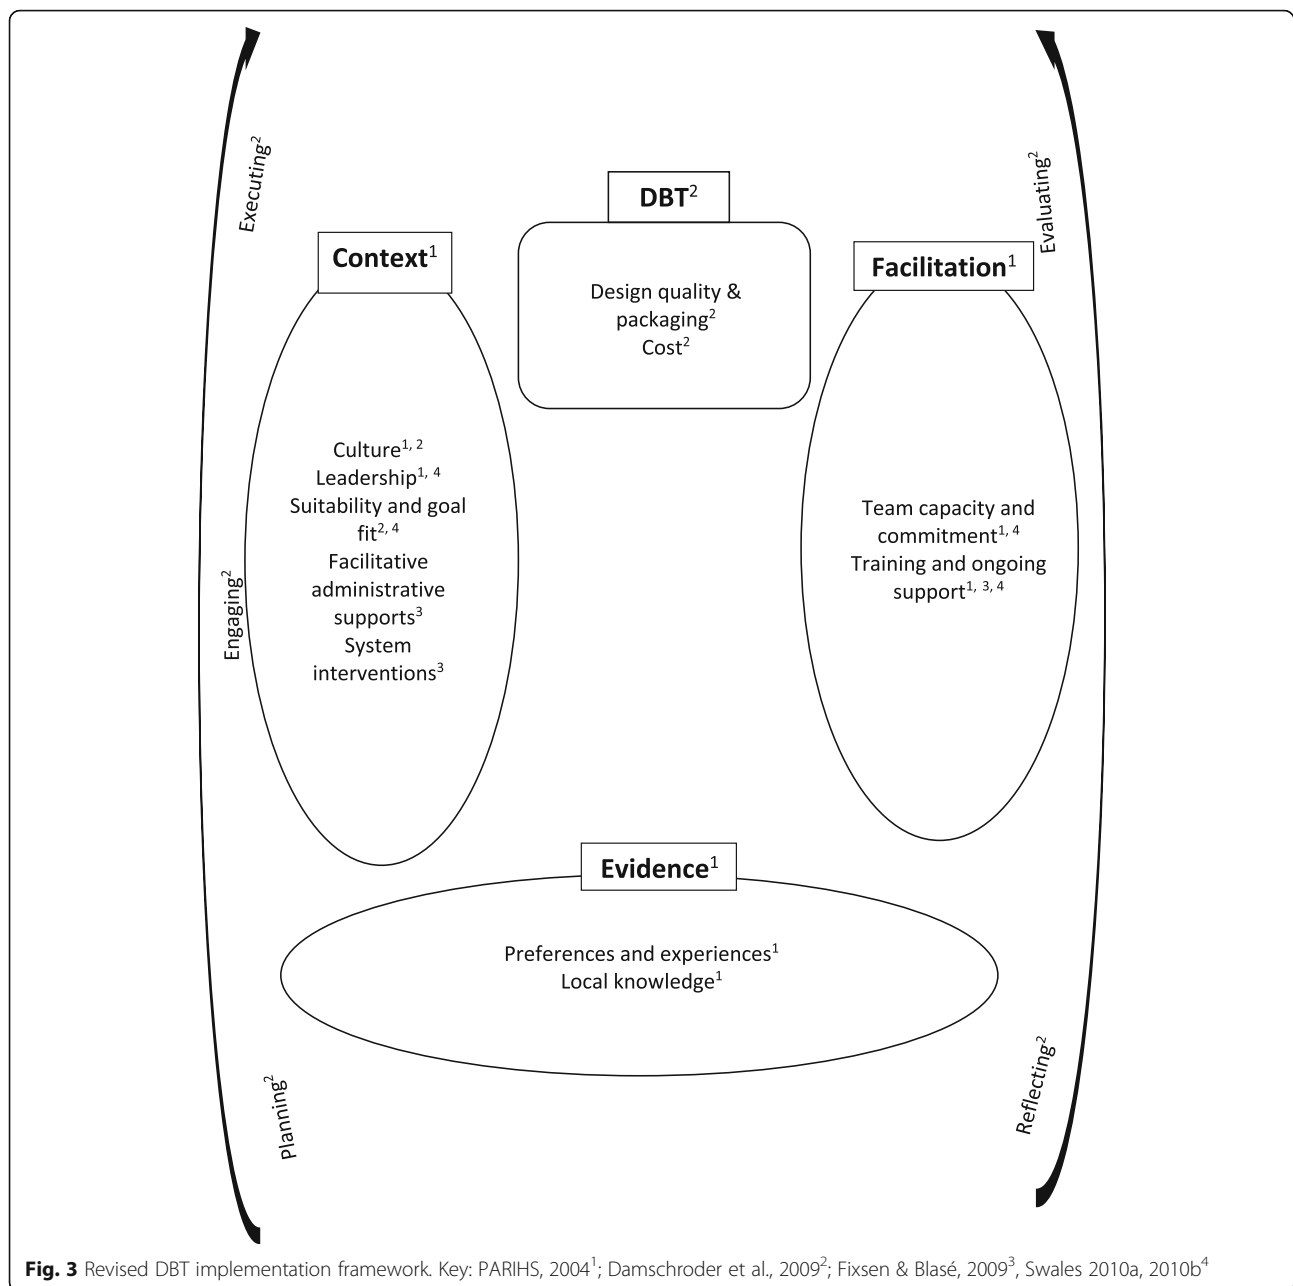 Executing²
Evaluating²
DBT²
Context¹
Facilitation¹
Design quality &
packaging²
Cost²
Culture¹, ²
Leadership¹, ⁴
Suitability and goal
fit², ⁴
Facilitative
administrative
supports³
System
interventions³
Team capacity and
commitment¹, ⁴
Training and ongoing
support¹, ³, ⁴
Engaging²
Evidence¹
Preferences and experiences¹
Local knowledge¹
Planning²
Reflecting²
Fig. 3 Revised DBT implementation framework. Key: PARIHS, 2004¹; Damschroder et al., 2009²; Fixsen & Blasé, 2009³, Swales 2010a, 2010b⁴